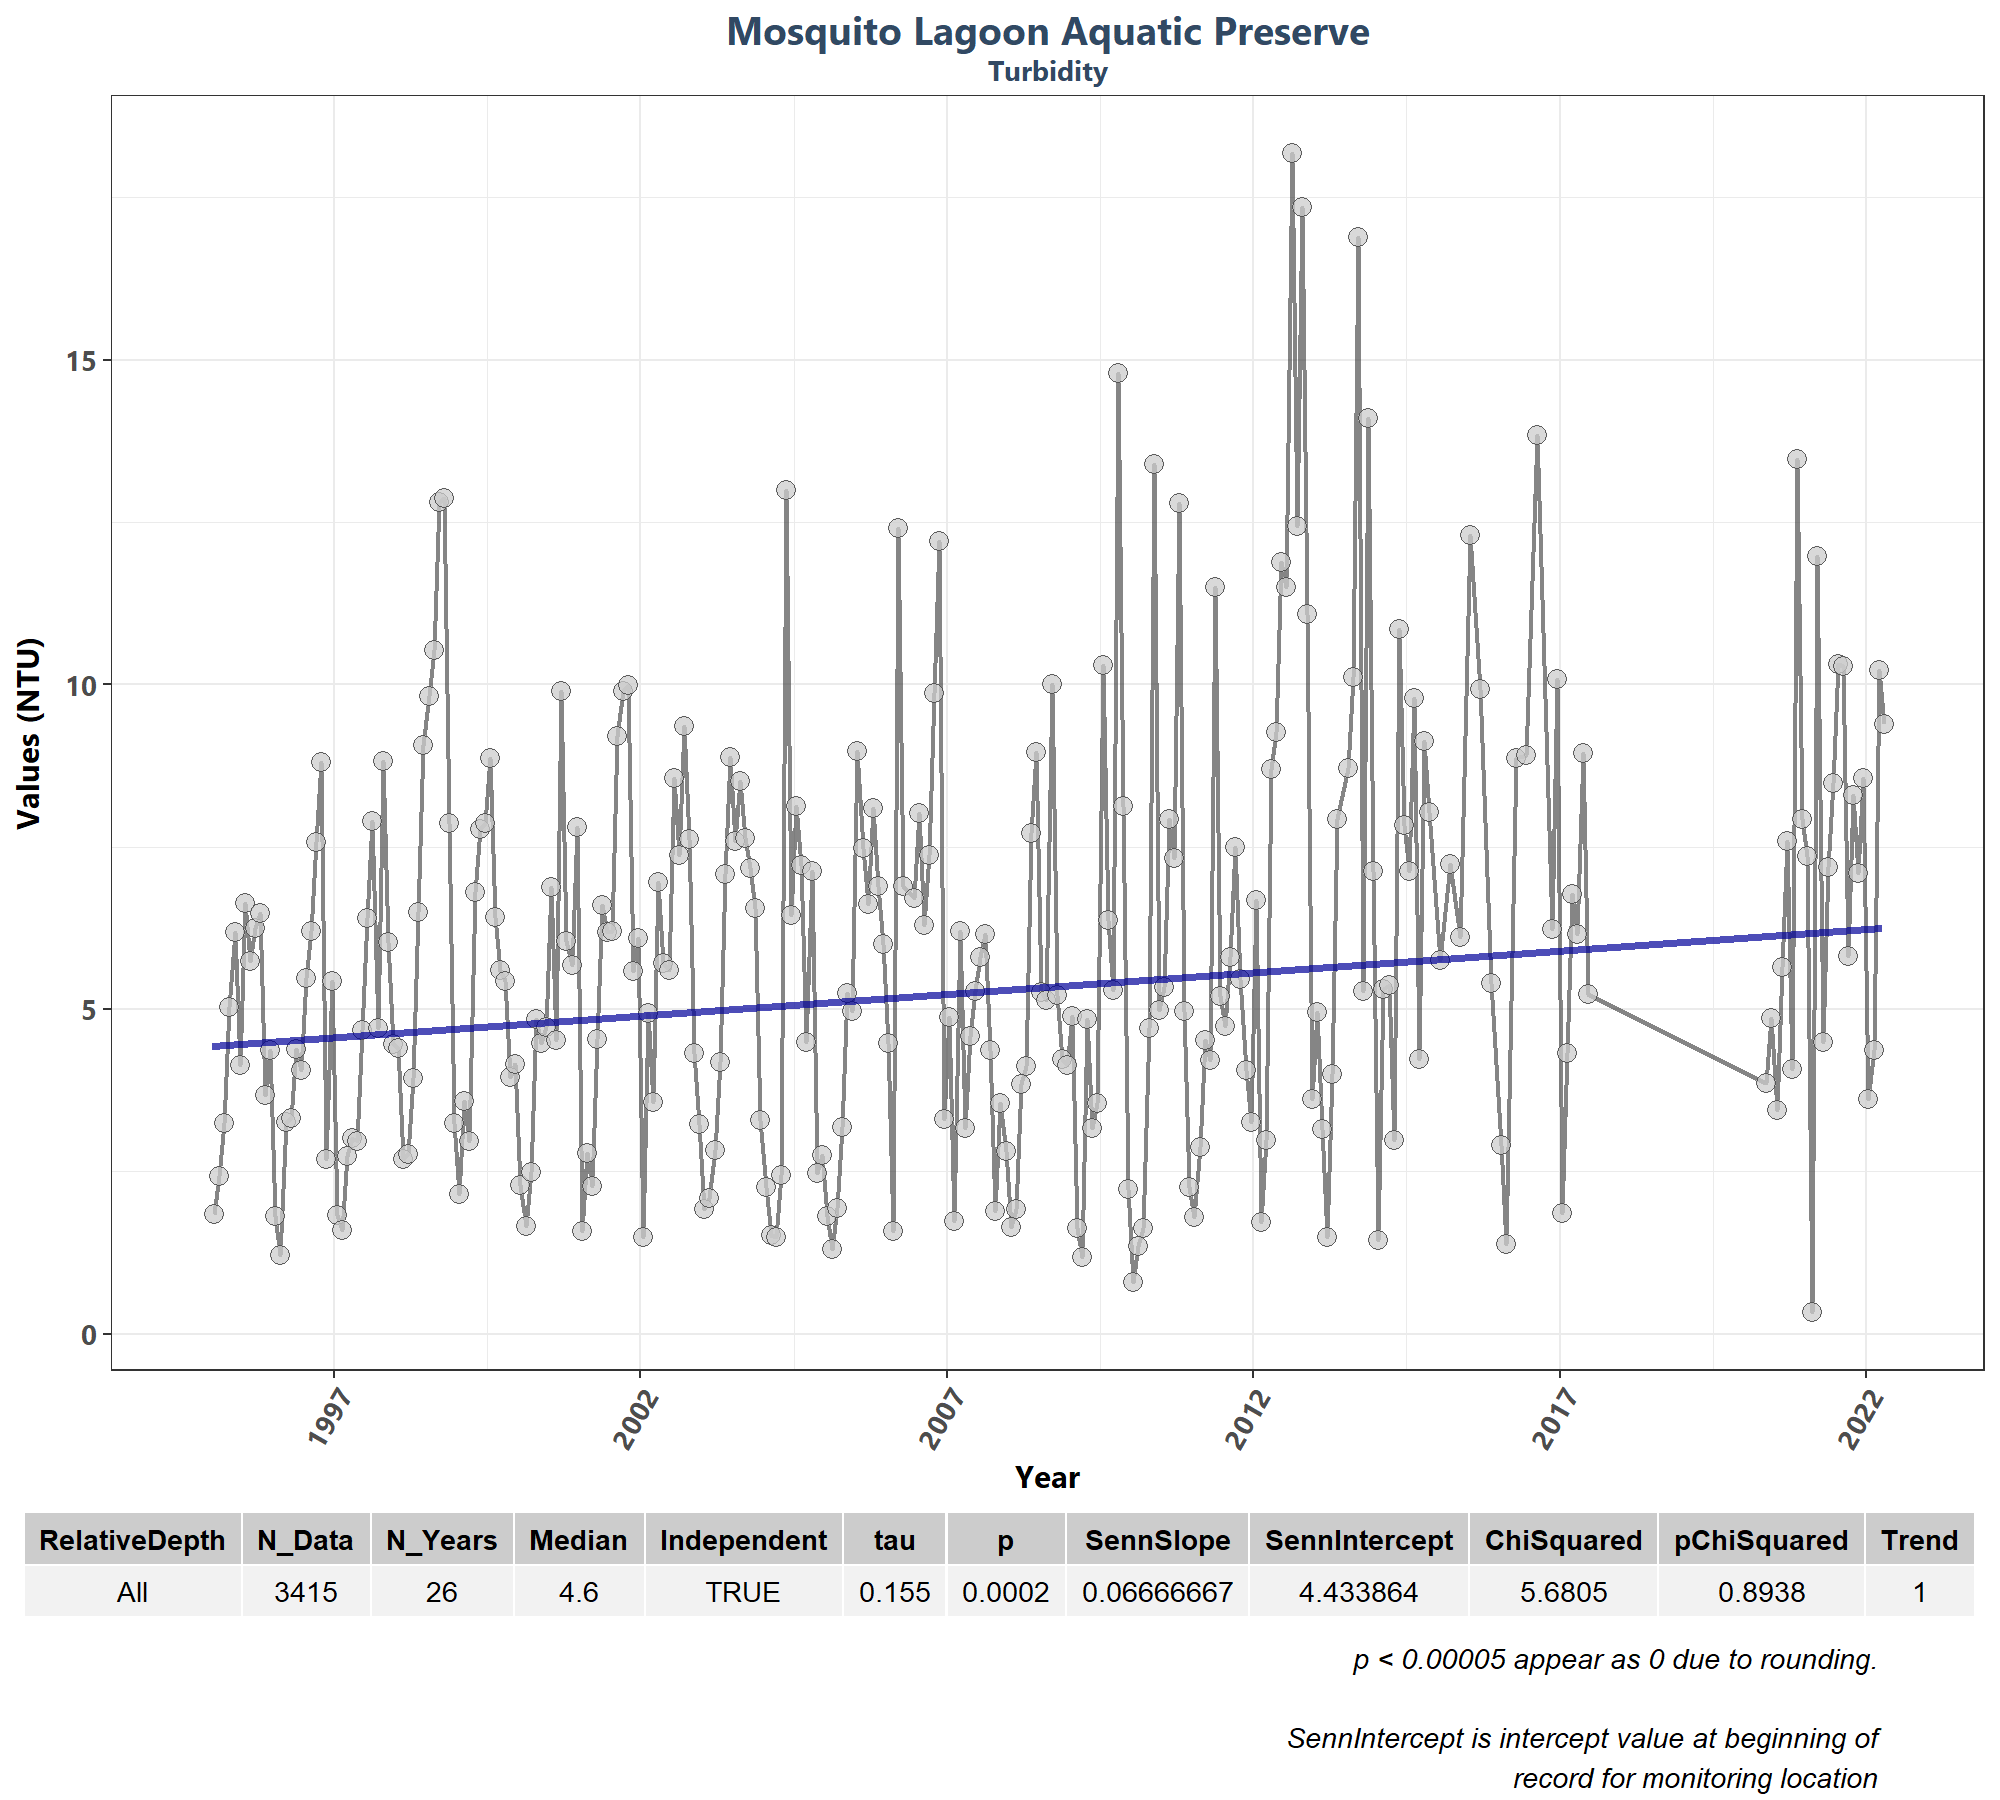 Mosquito Lagoon Aquatic Preserve
Turbidity
Values (NTU)
15
10
5
0
1997
2002
2007
2012
2017
2022
Year
RelativeDepth N_Data N_Years Median Independent tau p SennSlope SennIntercept ChiSquared pChiSquared Trend
All 3415 26 4.6 TRUE 0.155 0.0002 0.06666667 4.433864 5.6805 0.8938 1
p < 0.00005 appear as 0 due to rounding.
SennIntercept is intercept value at beginning of
record for monitoring location